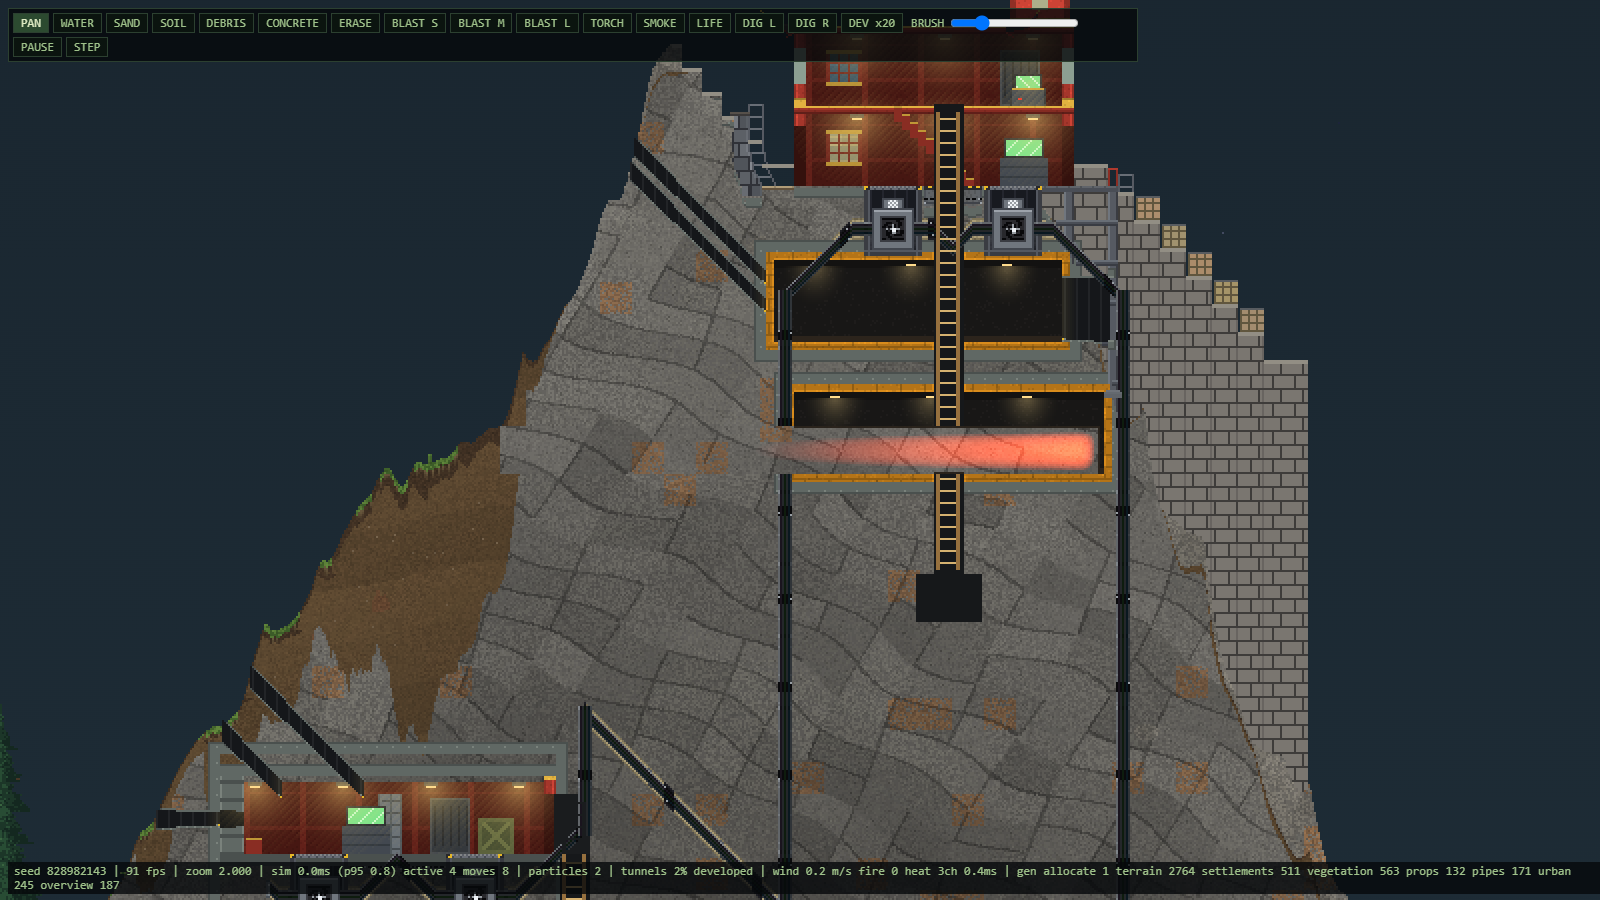 PAN WATER SAND SOIL DEBRIS CONCRETE ERASE BLAST S BLAST M BLAST L TORCH SMOKE LIFE DIG L DIG R DEV x20 BRUSH
PAUSE STEP
seed 828982143 | 91 fps | zoom 2.000 | sim 0.0ms (p95 0.8) active 4 moves 8 | particles 2 | tunnels 2% developed | wind 0.2 m/s fire 0 heat 3ch 0.4ms | gen allocate 1 terrain 2764 settlements 511 vegetation 563 props 132 pipes 171 urban
245 overview 187